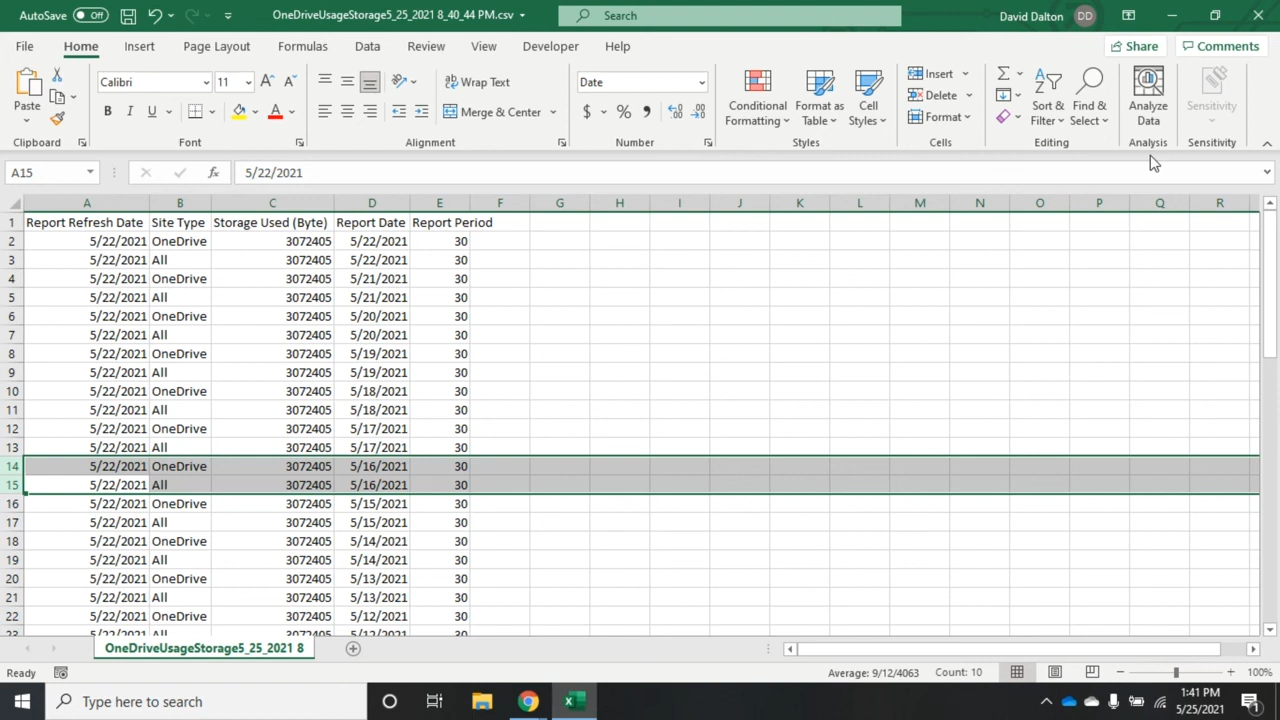 AutoSave Off OneDriveUsageStorage5_25_2021 8_40_44 PM.csv Search David Dalton DD
File Home Insert Page Layout Formulas Data Review View Developer Help Share Comments
Calibri 11 Wrap Text Date Insert
Paste Conditional Formatting Format as Table Cell Styles Delete Sort & Filter Find & Select Analyze Data Sensitivity
B I U A Merge & Center $ % Format
Clipboard Font Alignment Number Styles Cells Editing Analysis Sensitivity
A15 fx 5/22/2021
A B C D E F G H I J K L M N O P Q R
1 Report Refresh Date Site Type Storage Used (Byte) Report Date Report Period
2 5/22/2021 OneDrive 3072405 5/22/2021 30
3 5/22/2021 All 3072405 5/22/2021 30
4 5/22/2021 OneDrive 3072405 5/21/2021 30
5 5/22/2021 All 3072405 5/21/2021 30
6 5/22/2021 OneDrive 3072405 5/20/2021 30
7 5/22/2021 All 3072405 5/20/2021 30
8 5/22/2021 OneDrive 3072405 5/19/2021 30
9 5/22/2021 All 3072405 5/19/2021 30
10 5/22/2021 OneDrive 3072405 5/18/2021 30
11 5/22/2021 All 3072405 5/18/2021 30
12 5/22/2021 OneDrive 3072405 5/17/2021 30
13 5/22/2021 All 3072405 5/17/2021 30
14 5/22/2021 OneDrive 3072405 5/16/2021 30
15 5/22/2021 All 3072405 5/16/2021 30
16 5/22/2021 OneDrive 3072405 5/15/2021 30
17 5/22/2021 All 3072405 5/15/2021 30
18 5/22/2021 OneDrive 3072405 5/14/2021 30
19 5/22/2021 All 3072405 5/14/2021 30
20 5/22/2021 OneDrive 3072405 5/13/2021 30
21 5/22/2021 All 3072405 5/13/2021 30
22 5/22/2021 OneDrive 3072405 5/12/2021 30
23 5/22/2021 All 3072405 5/12/2021 30
OneDriveUsageStorage5_25_2021 8
Ready Average: 9/12/4063 Count: 10 100%
Type here to search 1:41 PM
5/25/2021 1